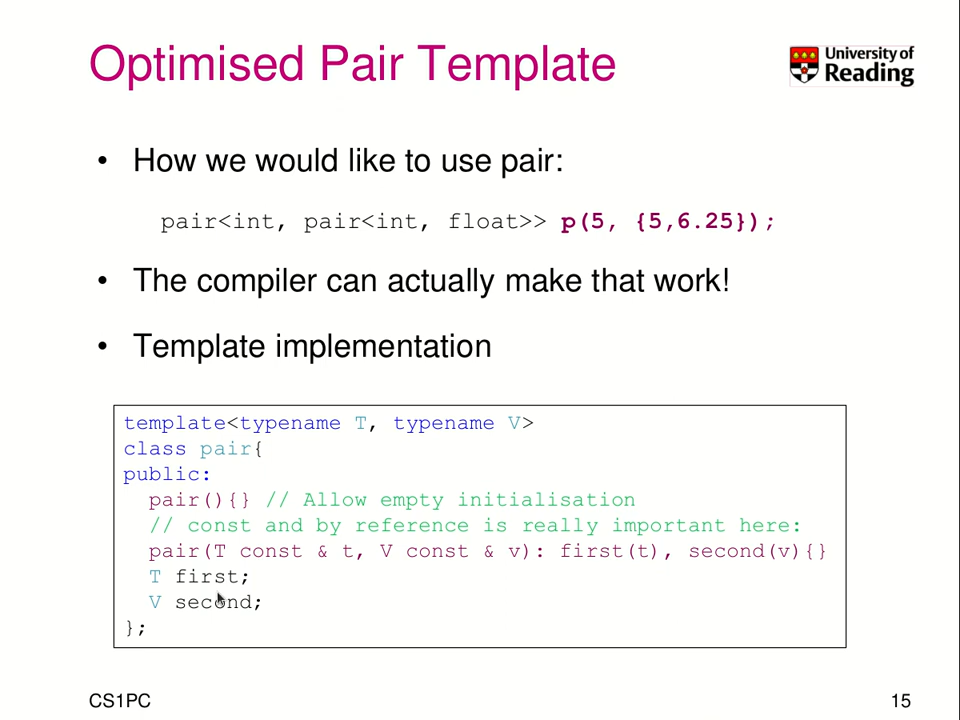 Optimised Pair Template
University of
Reading
• How we would like to use pair:
pair<int, pair<int, float>> p(5, {5,6.25});
• The compiler can actually make that work!
• Template implementation
template<typename T, typename V>
class pair{
public:
  pair(){} // Allow empty initialisation
  // const and by reference is really important here:
  pair(T const & t, V const & v): first(t), second(v){}
  T first;
  V second;
};
CS1PC
15